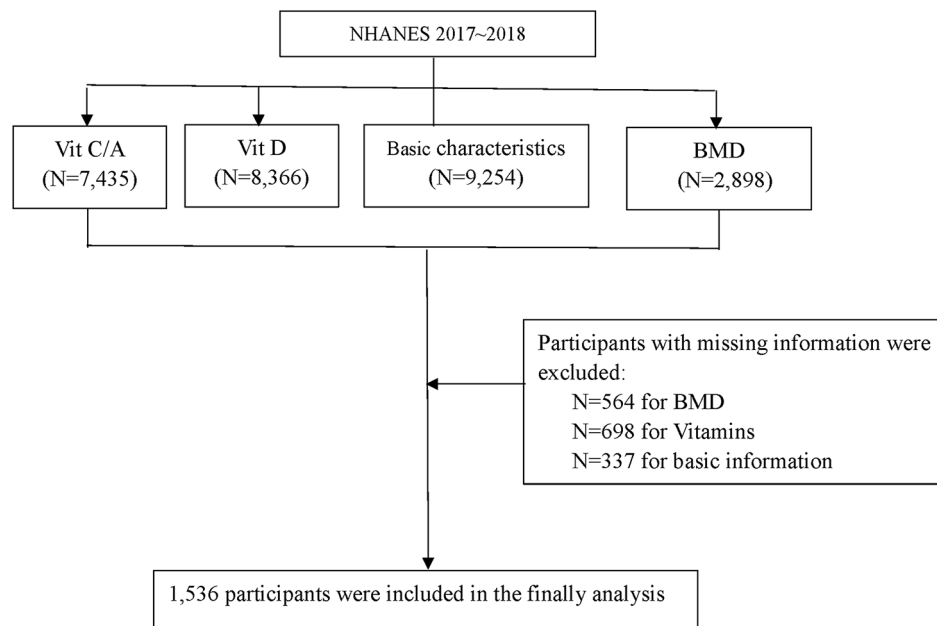 NHANES 2017~2018
Vit C/A
(N=7,435)
Vit D
(N=8,366)
Basic characteristics
(N=9,254)
BMD
(N=2,898)
Participants with missing information were
excluded:
N=564 for BMD
N=698 for Vitamins
N=337 for basic information
1,536 participants were included in the finally analysis